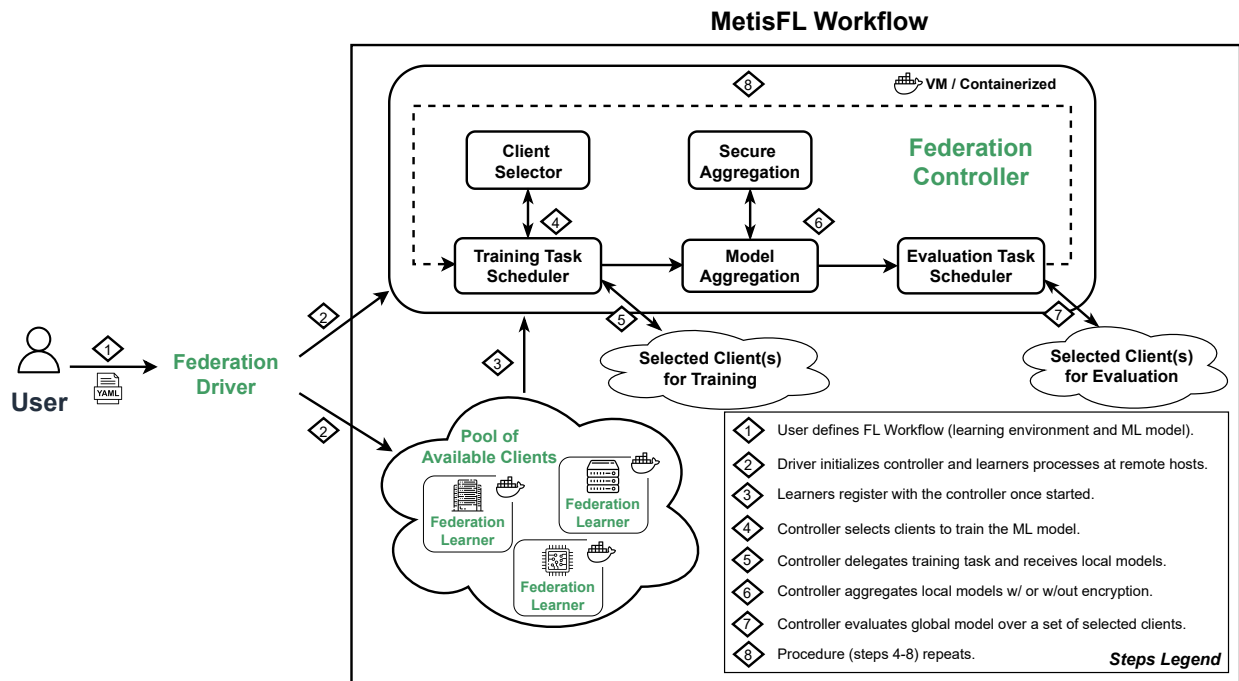 MetisFL Workflow
8
VM / Containerized
Client
Selector
Secure
Aggregation
Federation
Controller
4
6
Training Task
Scheduler
Model
Aggregation
Evaluation Task
Scheduler
2
5
7
1
3
YAML
User
Federation
Driver
Selected Client(s)
for Training
Selected Client(s)
for Evaluation
2
Pool of
Available Clients
Federation
Learner
Federation
Learner
Federation
Learner
1 User defines FL Workflow (learning environment and ML model).
2 Driver initializes controller and learners processes at remote hosts.
3 Learners register with the controller once started.
4 Controller selects clients to train the ML model.
5 Controller delegates training task and receives local models.
6 Controller aggregates local models w/ or w/out encryption.
7 Controller evaluates global model over a set of selected clients.
8 Procedure (steps 4-8) repeats.
Steps Legend